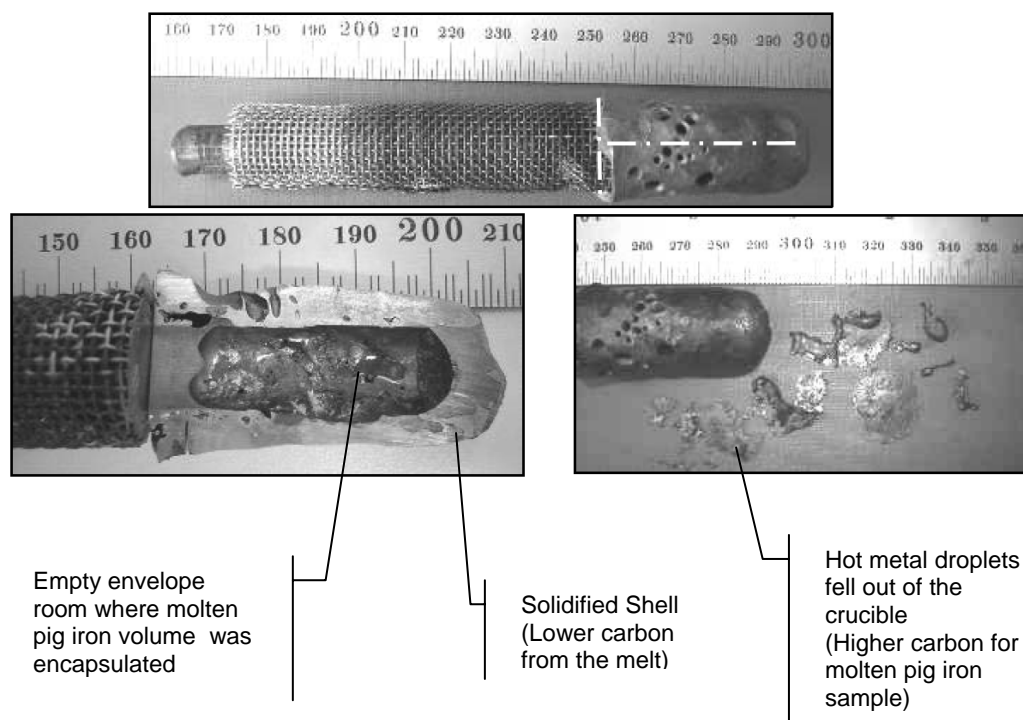 160 170 180 190 200 210 220 230 240 250 260 270 280 290 300
150 160 170 180 190 200 210
250 260 270 280 290 300 310 320 330 340 350
Empty envelope
room where molten
pig iron volume was
encapsulated
Solidified Shell
(Lower carbon
from the melt)
Hot metal droplets
fell out of the
crucible
(Higher carbon for
molten pig iron
sample)